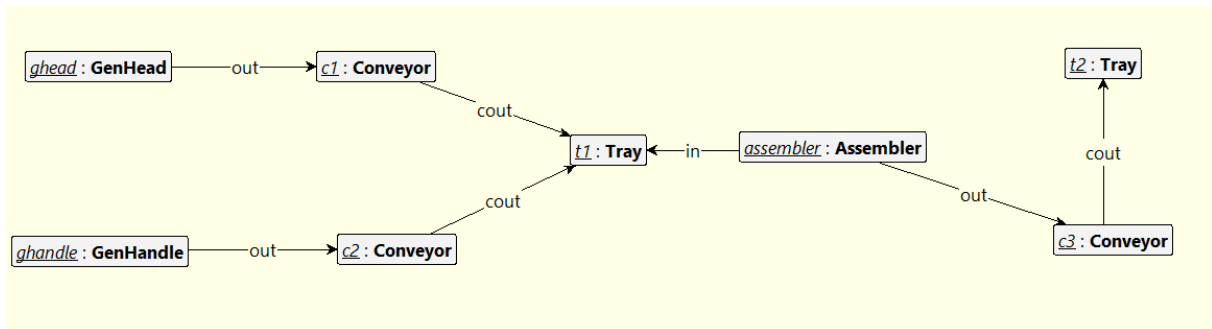 ghead : GenHead
out
c1 : Conveyor
t2 : Tray
cout
t1 : Tray
in
assembler : Assembler
cout
cout
out
ghandle : GenHandle
out
c2 : Conveyor
c3 : Conveyor